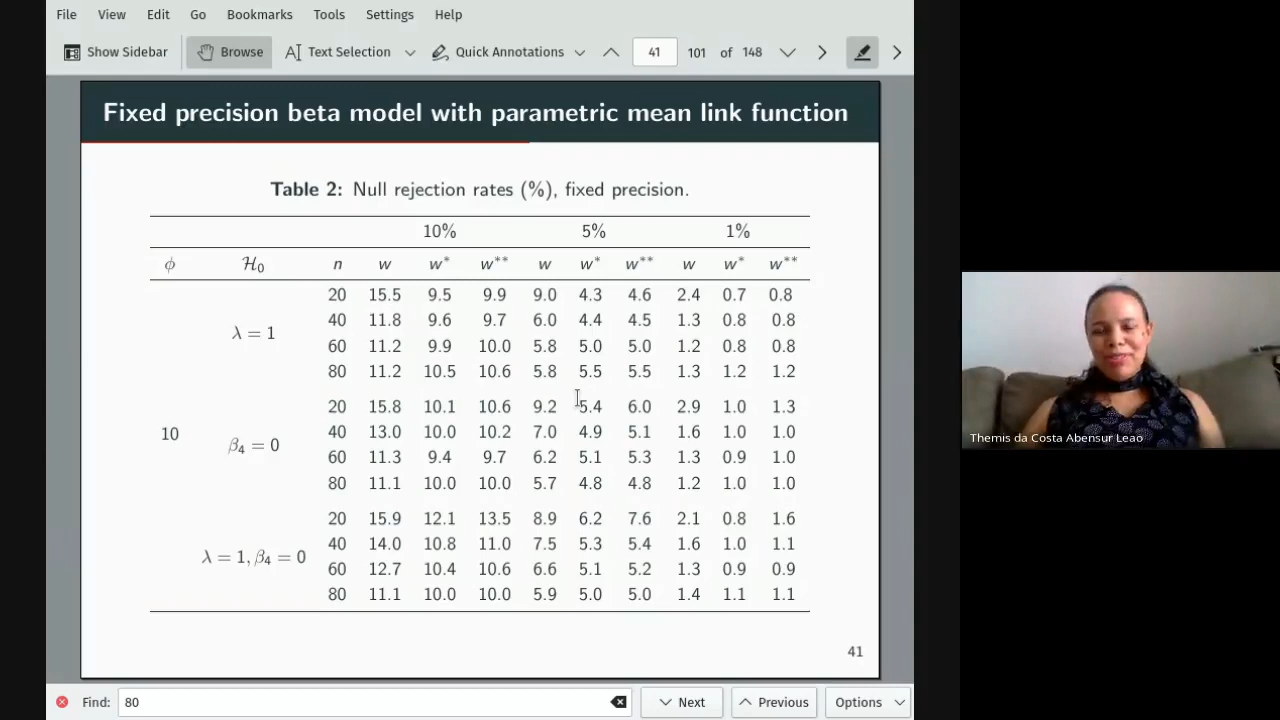 File View Edit Go Bookmarks Tools Settings Help
Show Sidebar Browse Text Selection Quick Annotations 41 101 of 148
Fixed precision beta model with parametric mean link function
Table 2: Null rejection rates (%), fixed precision.
10% 5% 1%
ϕ ℋ₀ n w w* w** w w* w** w w* w**
20 15.5 9.5 9.9 9.0 4.3 4.6 2.4 0.7 0.8
40 11.8 9.6 9.7 6.0 4.4 4.5 1.3 0.8 0.8
λ = 1
60 11.2 9.9 10.0 5.8 5.0 5.0 1.2 0.8 0.8
80 11.2 10.5 10.6 5.8 5.5 5.5 1.3 1.2 1.2
20 15.8 10.1 10.6 9.2 5.4 6.0 2.9 1.0 1.3
40 13.0 10.0 10.2 7.0 4.9 5.1 1.6 1.0 1.0
10 β₄ = 0
60 11.3 9.4 9.7 6.2 5.1 5.3 1.3 0.9 1.0
80 11.1 10.0 10.0 5.7 4.8 4.8 1.2 1.0 1.0
20 15.9 12.1 13.5 8.9 6.2 7.6 2.1 0.8 1.6
40 14.0 10.8 11.0 7.5 5.3 5.4 1.6 1.0 1.1
λ = 1, β₄ = 0
60 12.7 10.4 10.6 6.6 5.1 5.2 1.3 0.9 0.9
80 11.1 10.0 10.0 5.9 5.0 5.0 1.4 1.1 1.1
41
Find: 80 Next Previous Options
Themis da Costa Abensur Leao